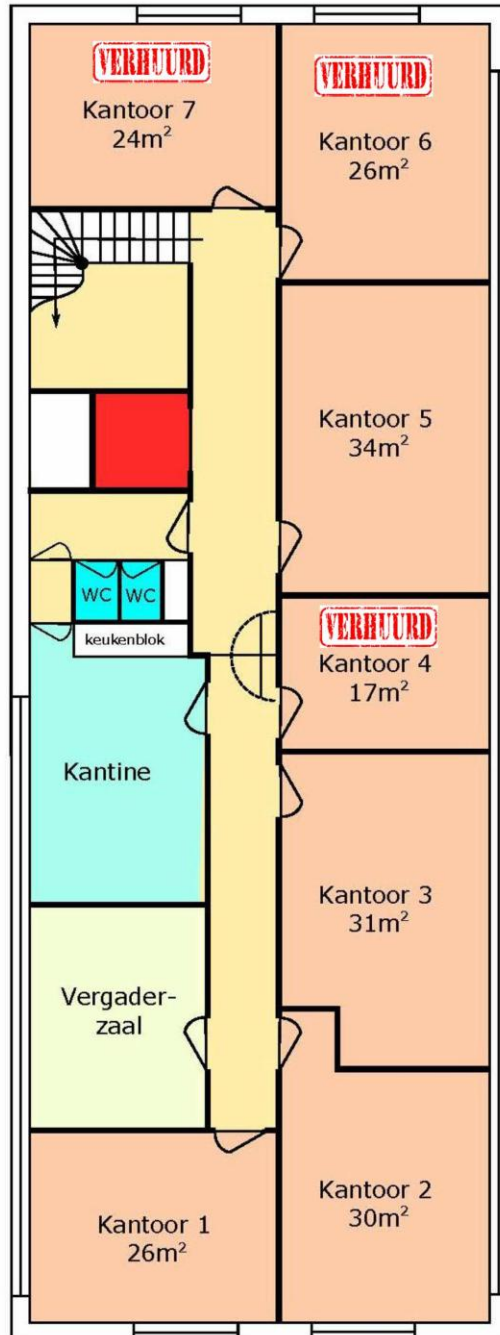 VERHUURD
Kantoor 7
24m²
VERHUURD
Kantoor 6
26m²
Kantoor 5
34m²
WC
WC
keukenblok
VERHUURD
Kantoor 4
17m²
Kantine
Kantoor 3
31m²
Vergader-
zaal
Kantoor 2
30m²
Kantoor 1
26m²